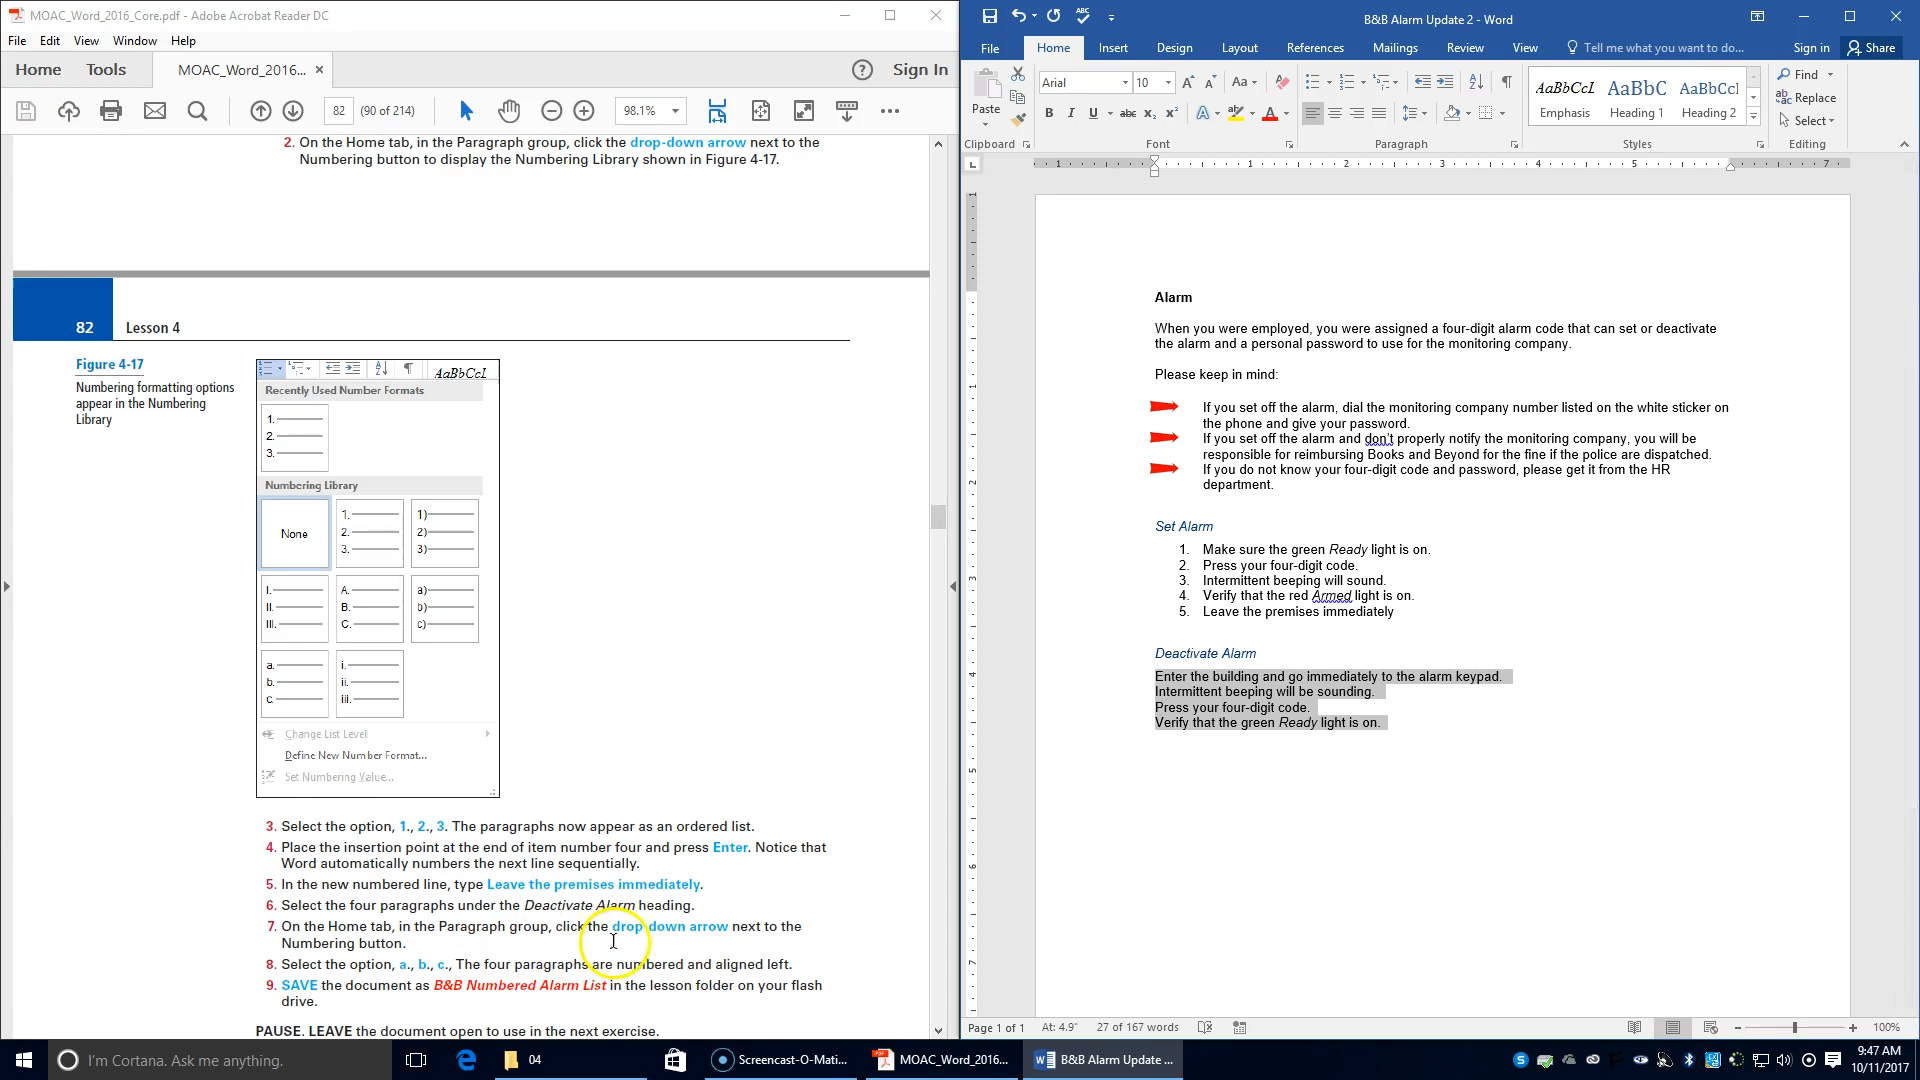 MOAC_Word_2016_Core.pdf - Adobe Acrobat Reader DC
File Edit View Window Help
Home Tools MOAC_Word_2016... × Sign In
82 (90 of 214) 98.1%
2. On the Home tab, in the Paragraph group, click the drop-down arrow next to the
Numbering button to display the Numbering Library shown in Figure 4-17.
82 Lesson 4
Figure 4-17
Numbering formatting options
appear in the Numbering
Library
AaBbCcI
Recently Used Number Formats
1.
2.
3.
Numbering Library
None
1.
2.
3.
1)
2)
3)
I.
II.
III.
A.
B.
C.
a)
b)
c)
a.
b.
c.
i.
ii.
iii.
Change List Level
Define New Number Format...
Set Numbering Value...
3. Select the option, 1., 2., 3. The paragraphs now appear as an ordered list.
4. Place the insertion point at the end of item number four and press Enter. Notice that
Word automatically numbers the next line sequentially.
5. In the new numbered line, type Leave the premises immediately.
6. Select the four paragraphs under the Deactivate Alarm heading.
7. On the Home tab, in the Paragraph group, click the drop-down arrow next to the
Numbering button.
8. Select the option, a., b., c., The four paragraphs are numbered and aligned left.
9. SAVE the document as B&B Numbered Alarm List in the lesson folder on your flash
drive.
PAUSE. LEAVE the document open to use in the next exercise.
B&B Alarm Update 2 - Word
File Home Insert Design Layout References Mailings Review View Tell me what you want to do... Sign in Share
Paste
Arial 10
AaBbCcI AaBbC AaBbCcI
Emphasis Heading 1 Heading 2
Find
Replace
Select
Clipboard Font Paragraph Styles Editing
1 1 2 3 4 5 7
Alarm
When you were employed, you were assigned a four-digit alarm code that can set or deactivate
the alarm and a personal password to use for the monitoring company.
Please keep in mind:
If you set off the alarm, dial the monitoring company number listed on the white sticker on
the phone and give your password.
If you set off the alarm and don't properly notify the monitoring company, you will be
responsible for reimbursing Books and Beyond for the fine if the police are dispatched.
If you do not know your four-digit code and password, please get it from the HR
department.
Set Alarm
1. Make sure the green Ready light is on.
2. Press your four-digit code.
3. Intermittent beeping will sound.
4. Verify that the red Armed light is on.
5. Leave the premises immediately
Deactivate Alarm
Enter the building and go immediately to the alarm keypad.
Intermittent beeping will be sounding.
Press your four-digit code.
Verify that the green Ready light is on.
Page 1 of 1 At: 4.9" 27 of 167 words 100%
I'm Cortana. Ask me anything. 04 Screencast-O-Mati... MOAC_Word_2016... B&B Alarm Update ... 9:47 AM
10/11/2017